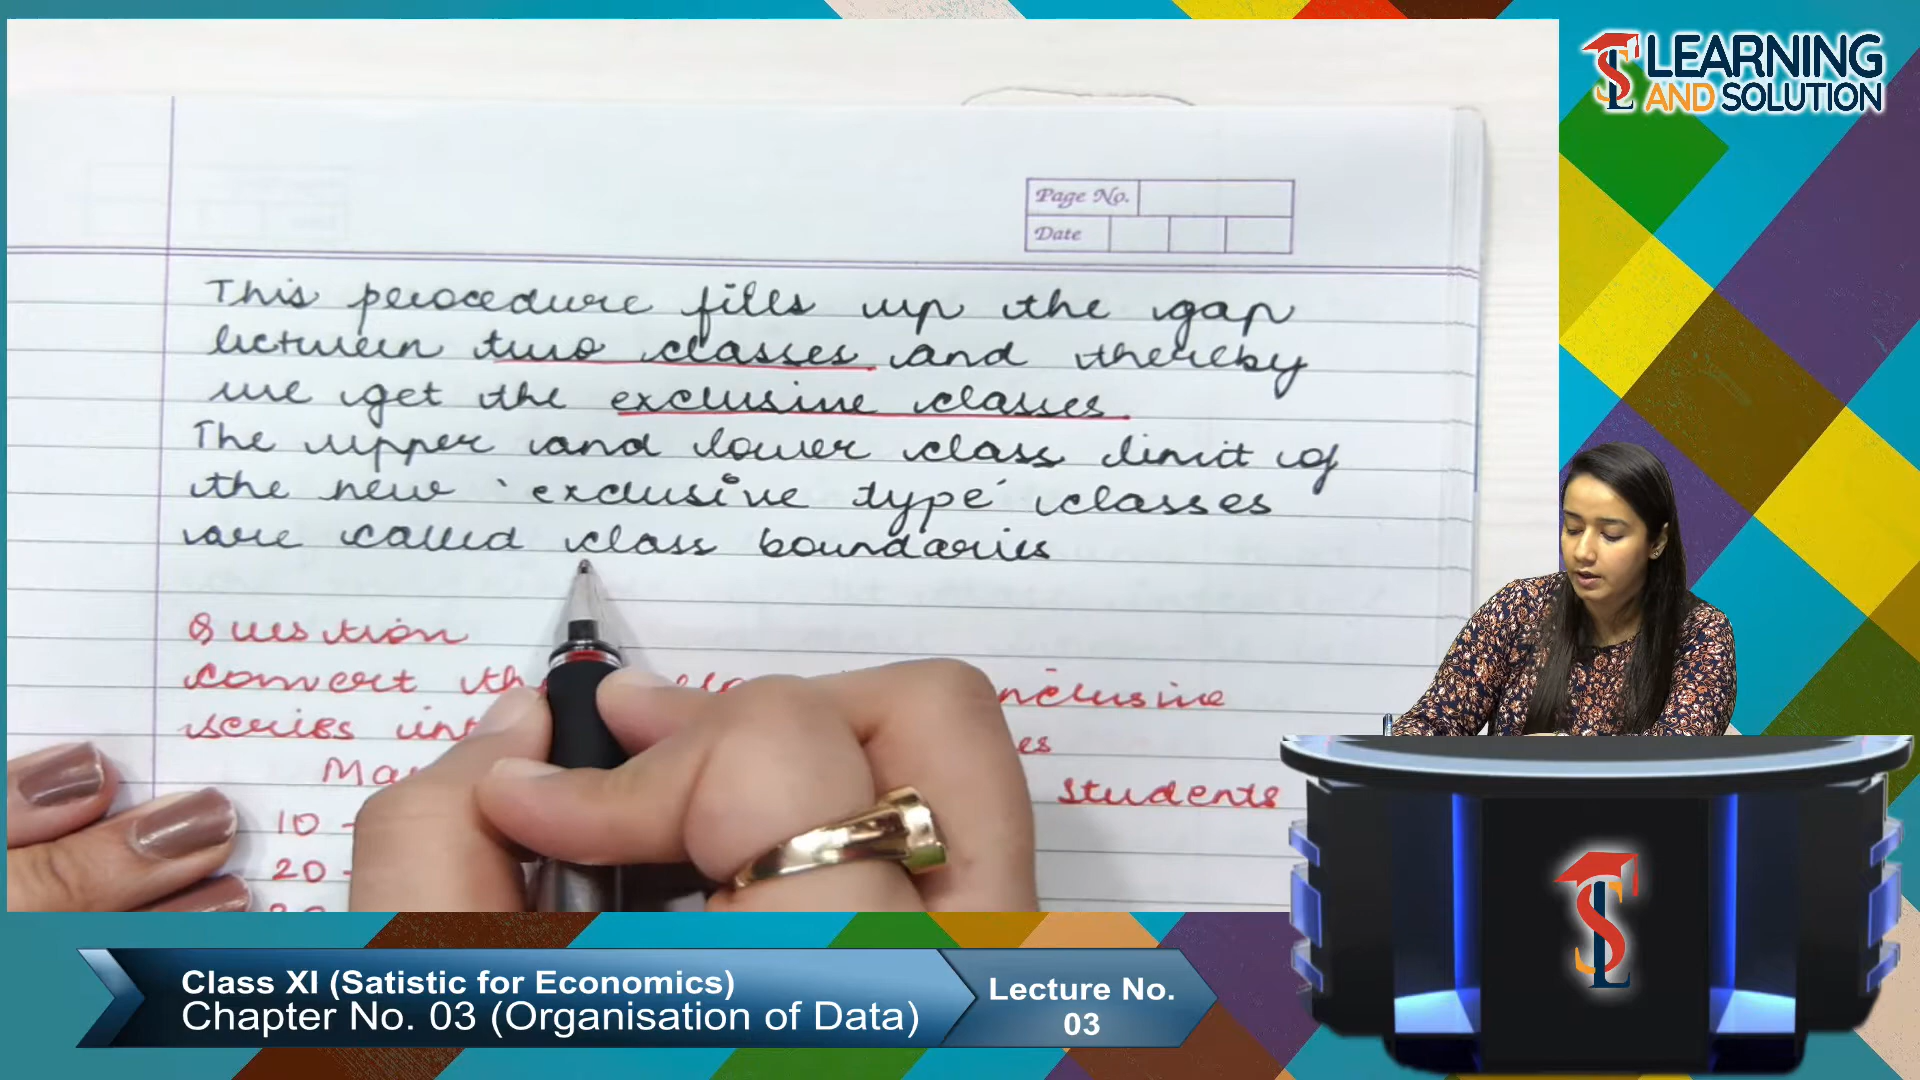 LEARNING
AND SOLUTION
Page No.
Date
This procedure fills up the gap
between two classes and thereby
we get the exclusive classes
The upper and lower class limit of
the new 'exclusive type' classes
are called class boundaries
Question
convert the inclusive
series
students
10 -
20 -
Class XI (Satistic for Economics)
Chapter No. 03 (Organisation of Data)
Lecture No.
03